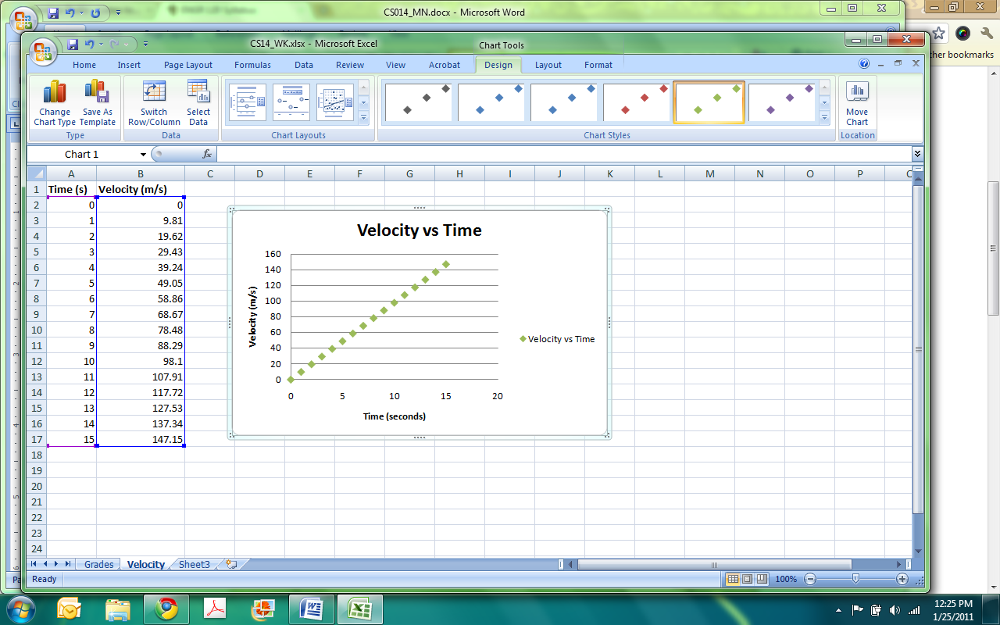 CS014_MN.docx - Microsoft Word
CS14_WK.xlsx - Microsoft Excel
Chart Tools
ther bookmarks
Home Insert Page Layout Formulas Data Review View Acrobat Design Layout Format
Change Chart Type
Save As Template
Switch Row/Column
Select Data
Move Chart
Type Data Chart Layouts Chart Styles Location
Chart 1 fx
A B C D E F G H I J K L M N O P
1 Time (s) Velocity (m/s)
2 0 0
3 1 9.81
4 2 19.62
5 3 29.43
6 4 39.24
7 5 49.05
8 6 58.86
9 7 68.67
10 8 78.48
11 9 88.29
12 10 98.1
13 11 107.91
14 12 117.72
15 13 127.53
16 14 137.34
17 15 147.15
18
19
20
21
22
23
24
Velocity vs Time
160
140
120
100
80
60
40
20
0
0 5 10 15 20
Velocity (m/s)
Time (seconds)
Velocity vs Time
Grades Velocity Sheet3
Ready 100%
12:25 PM
1/25/2011